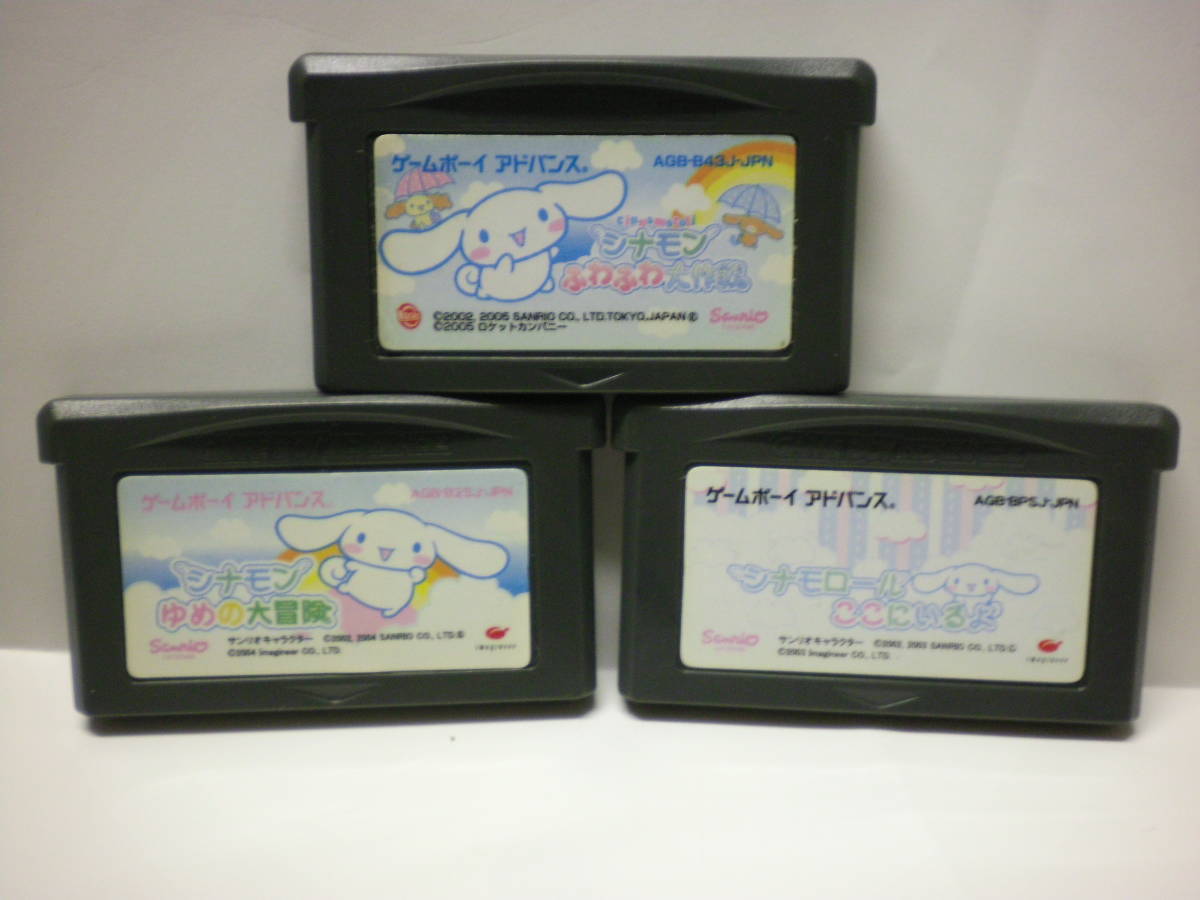 ゲームボーイ アドバンス®
AGB-B43J-JPN
cinnamoroll
シナモン
ふわふわ大作戦
©2002, 2005 SANRIO CO., LTD.TOKYO,JAPAN Ⓛ
©2005 ロケットカンパニー
Sanrio
ゲームボーイ アドバンス®
AGB-B2SJ-JPN
シナモン
ゆめの大冒険
Sanrio
サンリオキャラクター ©2002, 2004 SANRIO CO., LTD.Ⓛ
©2004 Imagineer CO., LTD.
imagineer
ゲームボーイ アドバンス®
AGB-BPSJ-JPN
シナモロール
ここにいるよ
Sanrio
サンリオキャラクター ©2002, 2003 SANRIO CO., LTD.Ⓛ
©2003 Imagineer CO., LTD.
imagineer